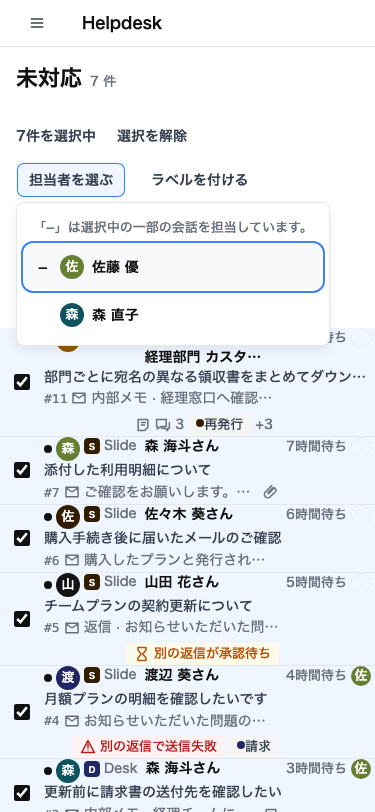 Helpdesk
未対応 7 件
7件を選択中 選択を解除
担当者を選ぶ ラベルを付ける
「–」は選択中の一部の会話を担当しています。
– 佐 佐藤 優
森 森 直子
待ち
経理部門 カスタ…
部門ごとに宛名の異なる領収書をまとめてダウン…
#11 内部メモ · 経理窓口へ確認…
3 再発行 +3
森 S Slide 森 海斗さん 7時間待ち
添付した利用明細について
#7 ご確認をお願いします。…
佐 S Slide 佐々木 葵さん 6時間待ち
購入手続き後に届いたメールのご確認
#6 購入したプランと発行され…
山 S Slide 山田 花さん 5時間待ち
チームプランの契約更新について
#5 返信 · お知らせいただいた問…
別の返信が承認待ち
渡 S Slide 渡辺 葵さん 4時間待ち 佐
月額プランの明細を確認したいです
#4 お知らせいただいた問題の…
別の返信で送信失敗 請求
森 D Desk 森 海斗さん 3時間待ち 佐
更新前に請求書の送付先を確認したい